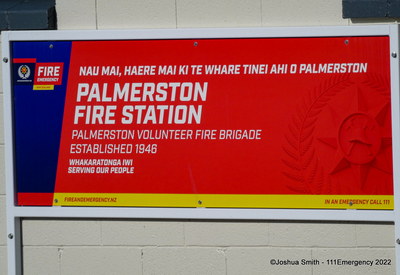 NAU MAI, HAERE MAI KI TE WHARE TINEI AHI O PALMERSTON
FIRE
EMERGENCY
PALMERSTON
FIRE STATION
PALMERSTON VOLUNTEER FIRE BRIGADE
ESTABLISHED 1946
WHAKARATONGA IWI
SERVING OUR PEOPLE
FIREANDEMERGENCY.NZ
IN AN EMERGENCY CALL 111
©Joshua Smith - 111Emergency 2022